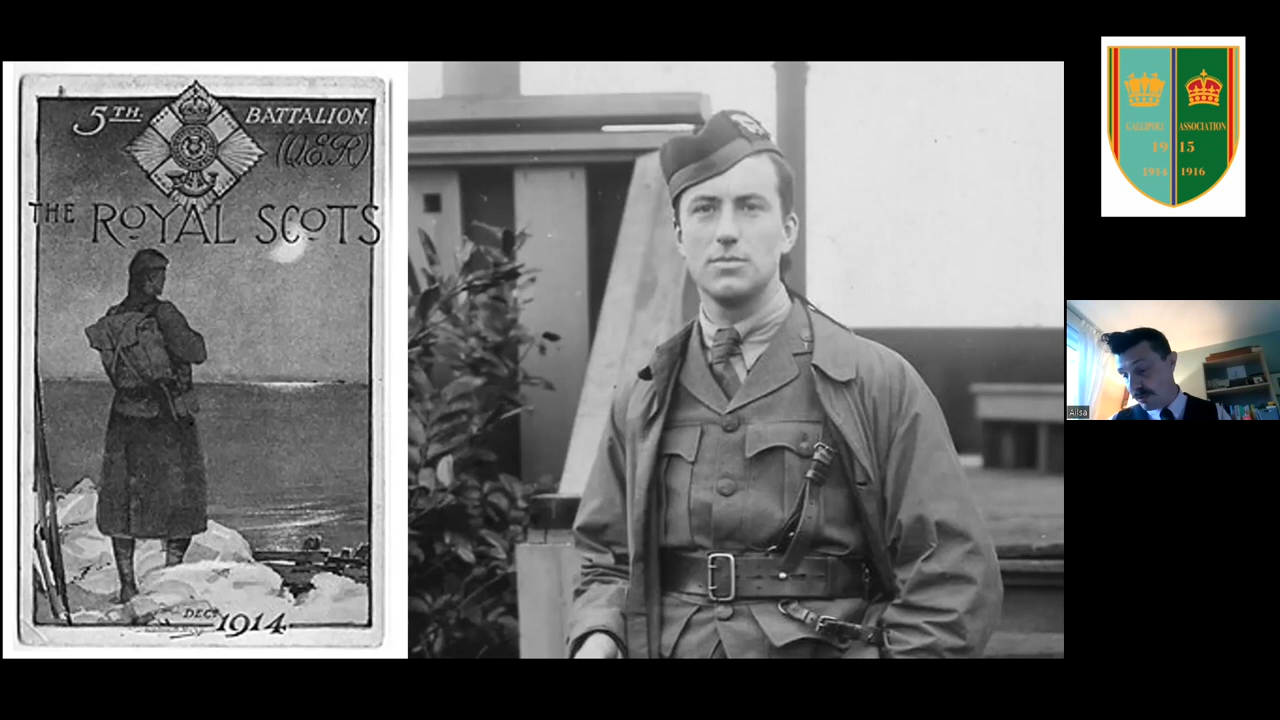 5TH. BATTALION.
(Q.E.R)
THE ROYAL SCOTS
DECR 1914.
GALLIPOLI ASSOCIATION
19 15
1914 1916
Ailsa